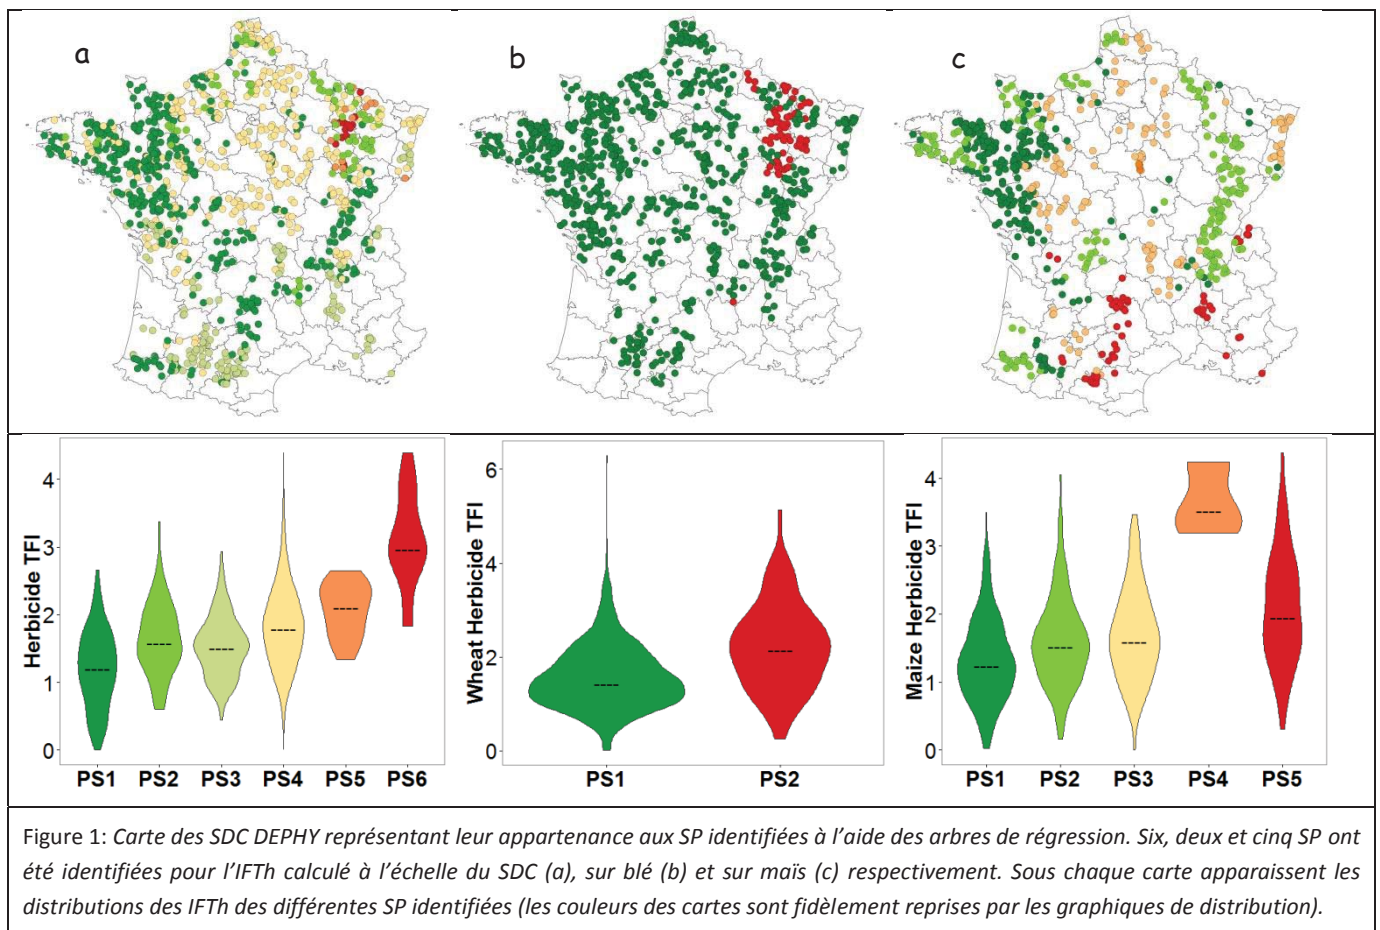 a
b
c
Herbicide TFI
4
3
2
1
0
PS1 PS2 PS3 PS4 PS5 PS6
Wheat Herbicide TFI
6
4
2
0
PS1 PS2
Maize Herbicide TFI
4
3
2
1
0
PS1 PS2 PS3 PS4 PS5
Figure 1: Carte des SDC DEPHY représentant leur appartenance aux SP identifiées à l’aide des arbres de régression. Six, deux et cinq SP ont
été identifiées pour l’IFTh calculé à l’échelle du SDC (a), sur blé (b) et sur maïs (c) respectivement. Sous chaque carte apparaissent les
distributions des IFTh des différentes SP identifiées (les couleurs des cartes sont fidèlement reprises par les graphiques de distribution).